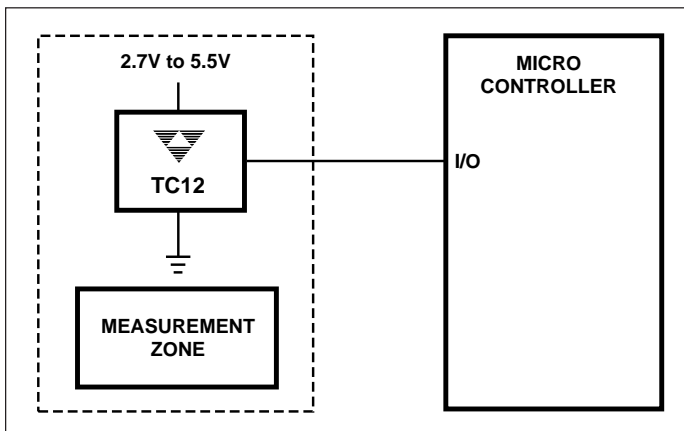 2.7V to 5.5V
TC12
MEASUREMENT
ZONE
MICRO
CONTROLLER
I/O